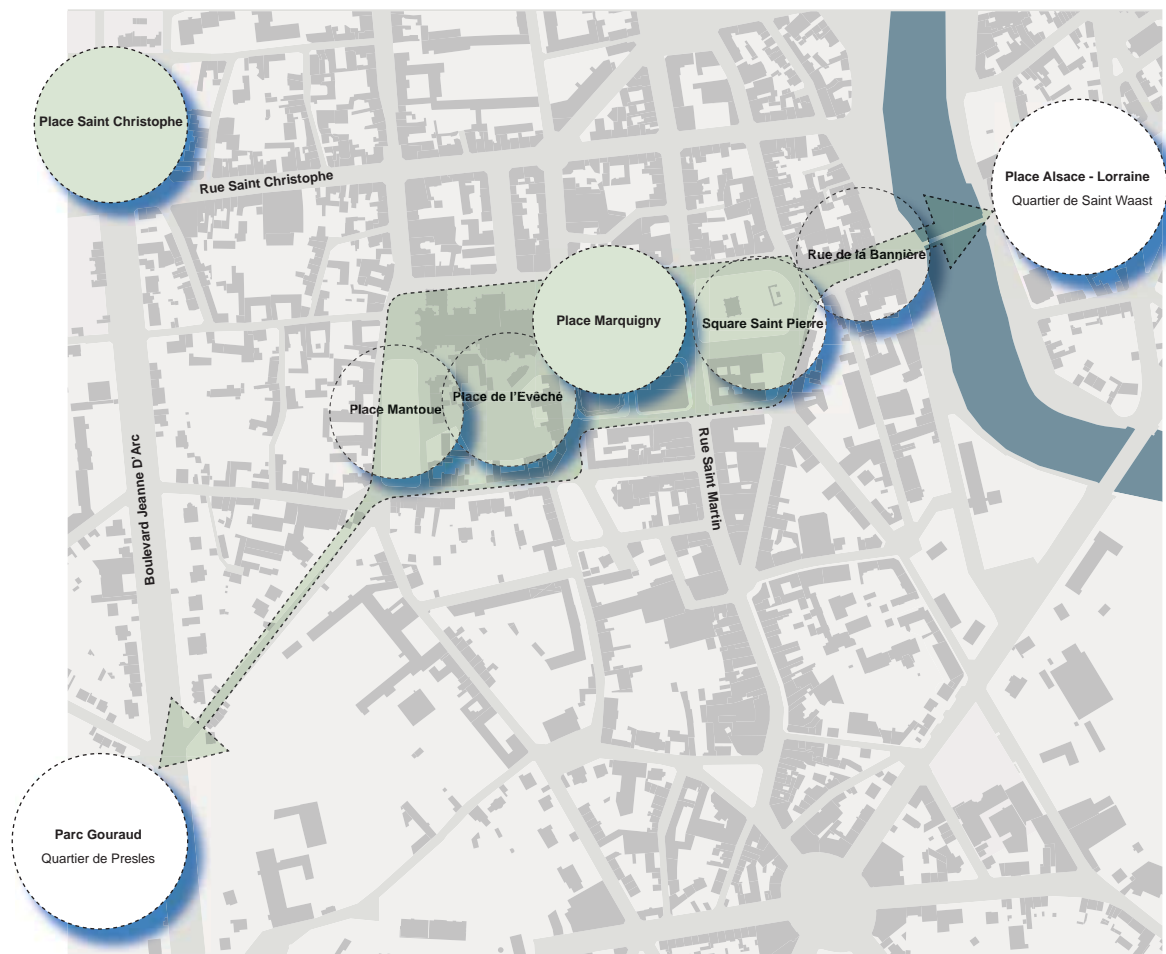 Place Saint Christophe
Rue Saint Christophe
Place Alsace - Lorraine
Quartier de Saint Waast
Rue de la Bannière
Place Marquigny
Square Saint Pierre
Place de l'Evêché
Place Mantoue
Rue Saint Martin
Boulevard Jeanne D'Arc
Parc Gouraud
Quartier de Presles